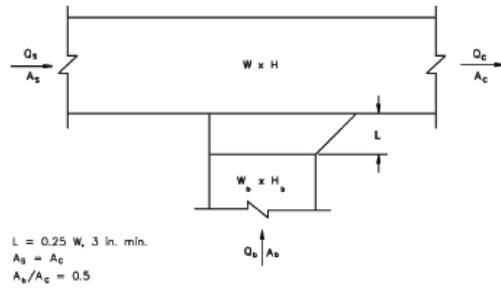 Qs
As
W x H
Qc
Ac
L
Wb x Hb
Qb Ab
L = 0.25 W, 3 in. min.
As = Ac
Ab/Ac = 0.5